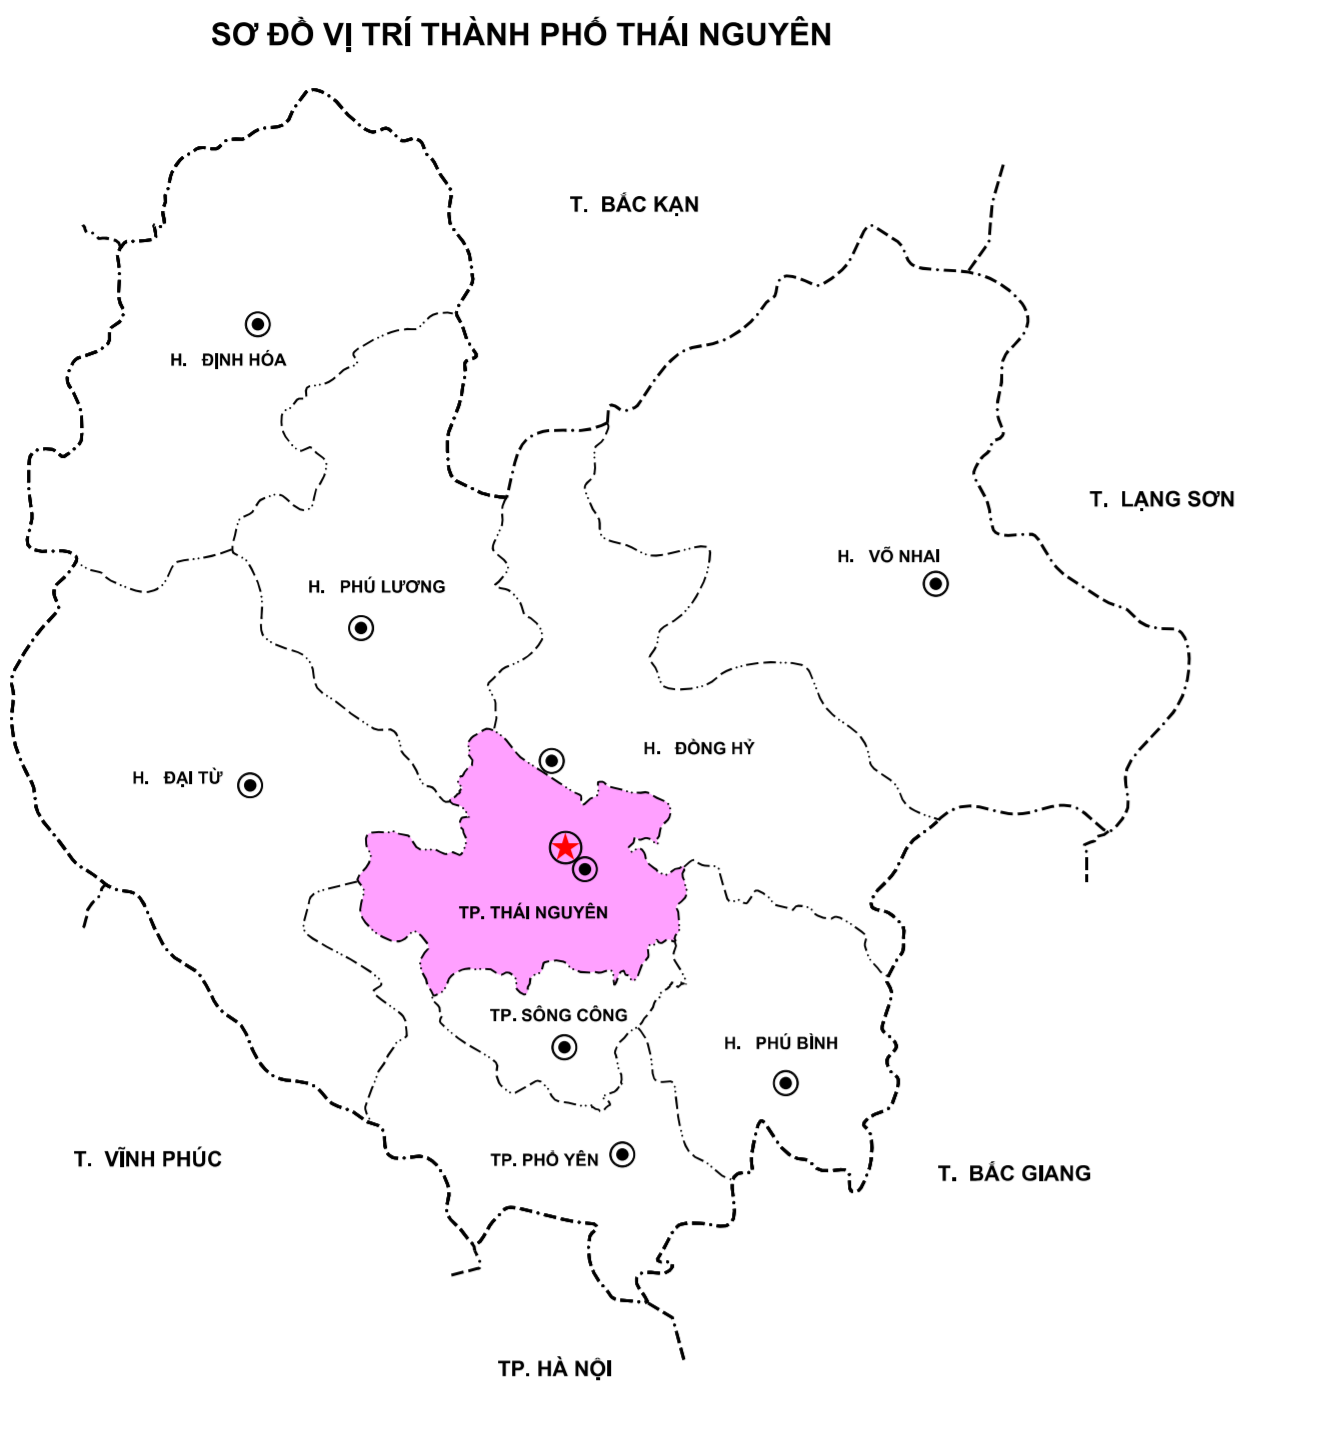 SƠ ĐỒ VỊ TRÍ THÀNH PHỐ THÁI NGUYÊN
T. BẮC KẠN
H. ĐỊNH HÓA
T. LẠNG SƠN
H. VÕ NHAI
H. PHÚ LƯƠNG
H. ĐỒNG HỶ
H. ĐẠI TỪ
TP. THÁI NGUYÊN
TP. SÔNG CÔNG
H. PHÚ BÌNH
T. VĨNH PHÚC
TP. PHỔ YÊN
T. BẮC GIANG
TP. HÀ NỘI